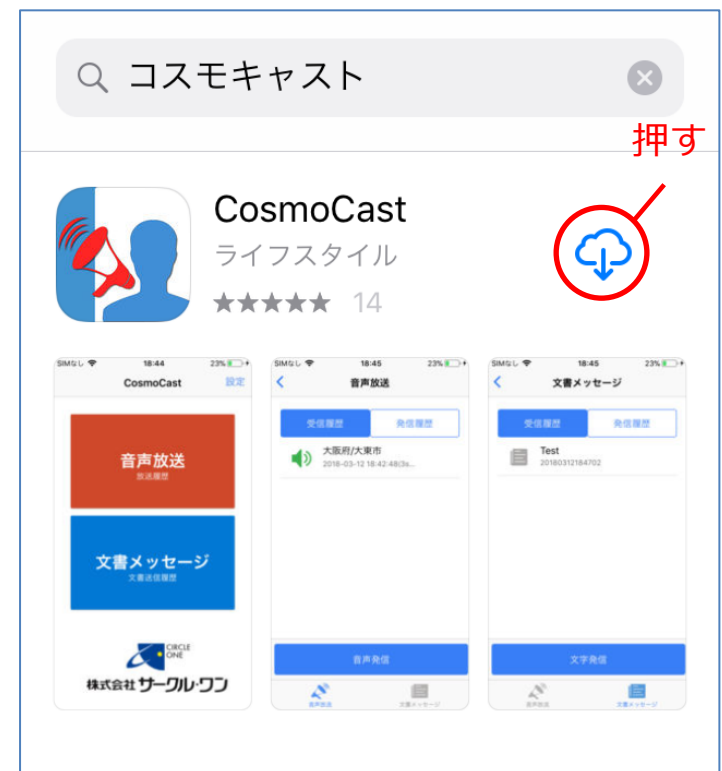 コスモキャスト
押す
CosmoCast
ライフスタイル
★★★★★ 14
SIMなし 18:44 23%
CosmoCast 設定
音声放送
放送履歴
文書メッセージ
文書送信履歴
CIRCLE
ONE
株式会社 サークル・ワン
SIMなし 18:45 23%
音声放送
受信履歴 発信履歴
大阪府/大東市
2018-03-12 18:42:48(3s...
音声発信
音声放送 文書メッセージ
SIMなし 18:45 23%
文書メッセージ
受信履歴 発信履歴
Test
20180312184702
文字発信
音声放送 文書メッセージ